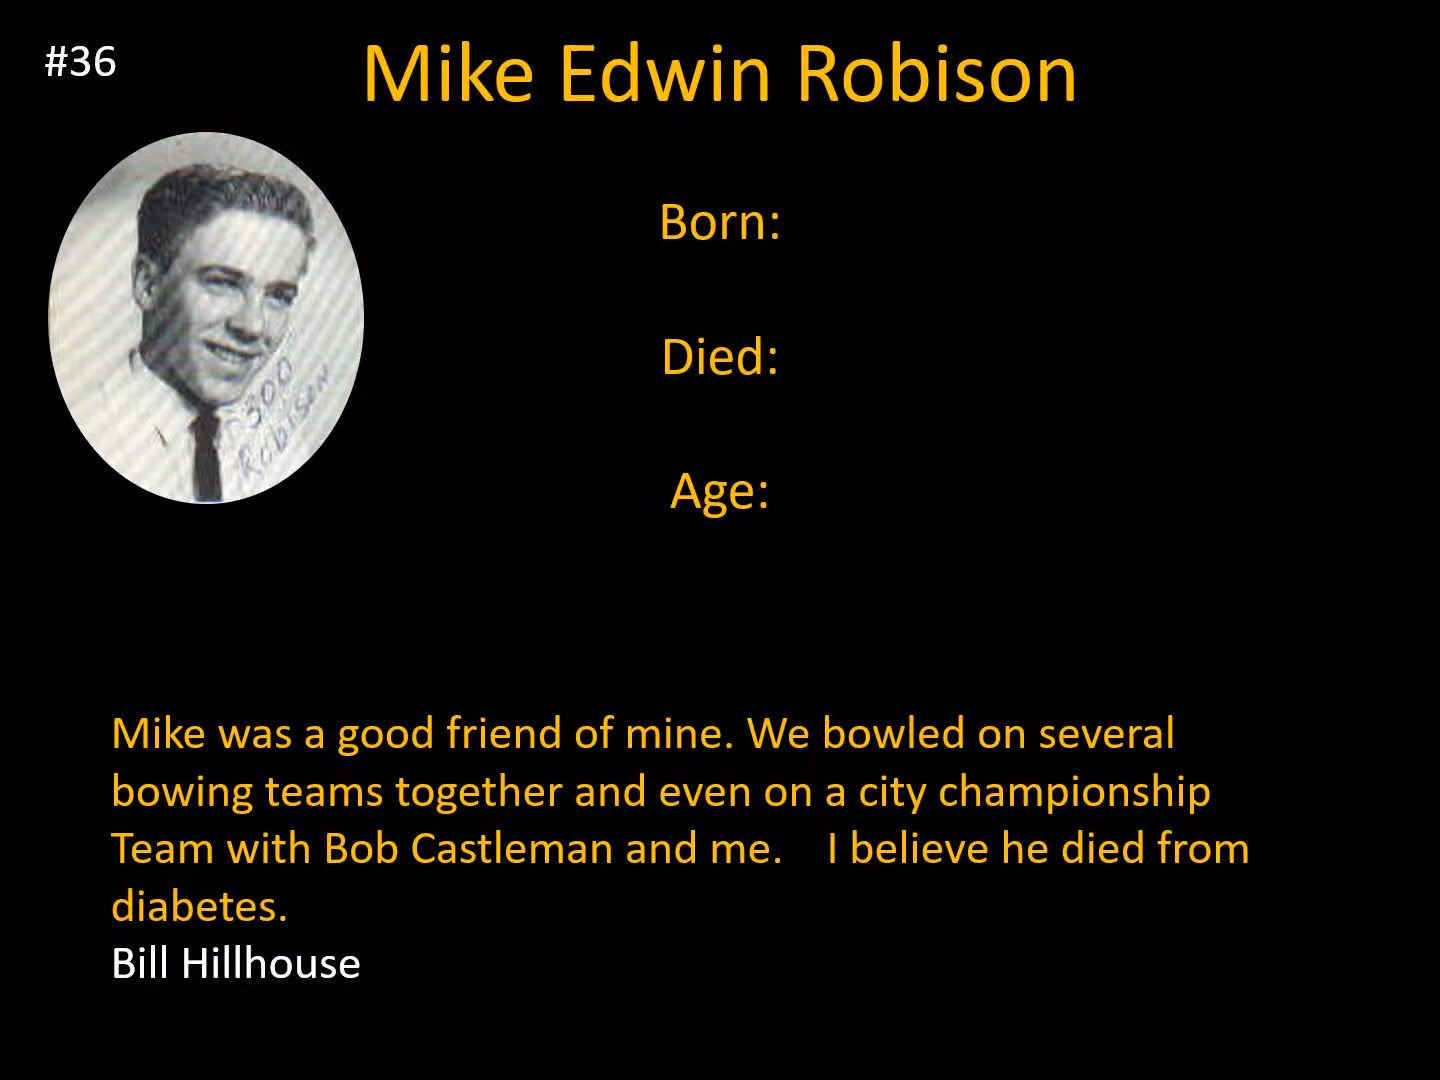 #36
Mike Edwin Robison
Born:
Died:
Age:
300
Robison
Mike was a good friend of mine. We bowled on several
bowing teams together and even on a city championship
Team with Bob Castleman and me.    I believe he died from
diabetes.
Bill Hillhouse